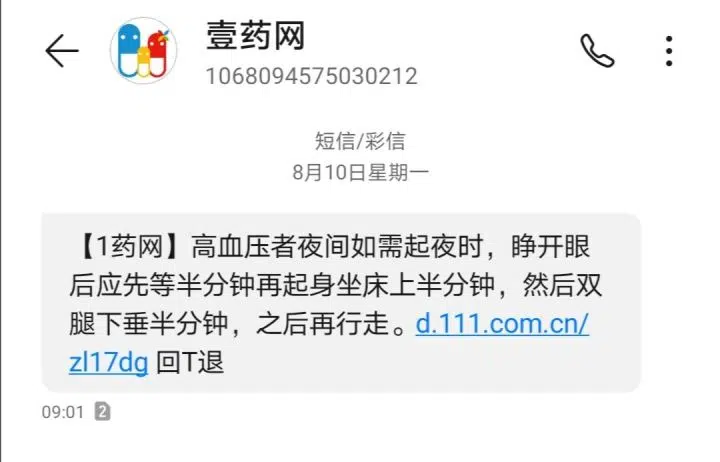 壹药网
1068094575030212
短信/彩信
8月10日星期一
【1药网】高血压者夜间如需起夜时，睁开眼
后应先等半分钟再起身坐床上半分钟，然后双
腿下垂半分钟，之后再行走。d.111.com.cn/
zl17dg 回T退
09:01 2